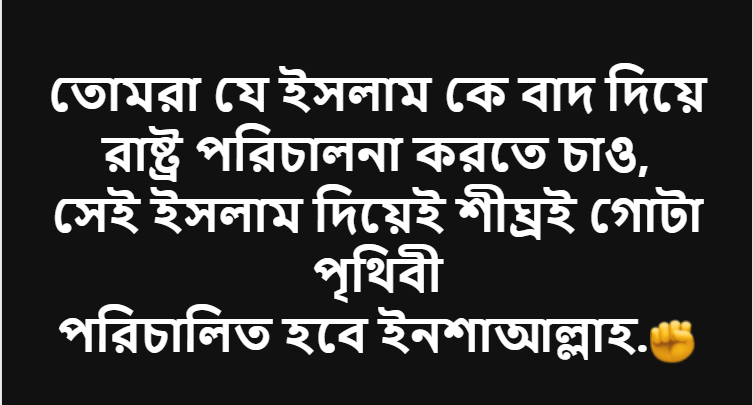 তোমরা যে ইসলাম কে বাদ দিয়ে
রাষ্ট্র পরিচালনা করতে চাও,
সেই ইসলাম দিয়েই শীঘ্রই গোটা
পৃথিবী
পরিচালিত হবে ইনশাআল্লাহ.✊